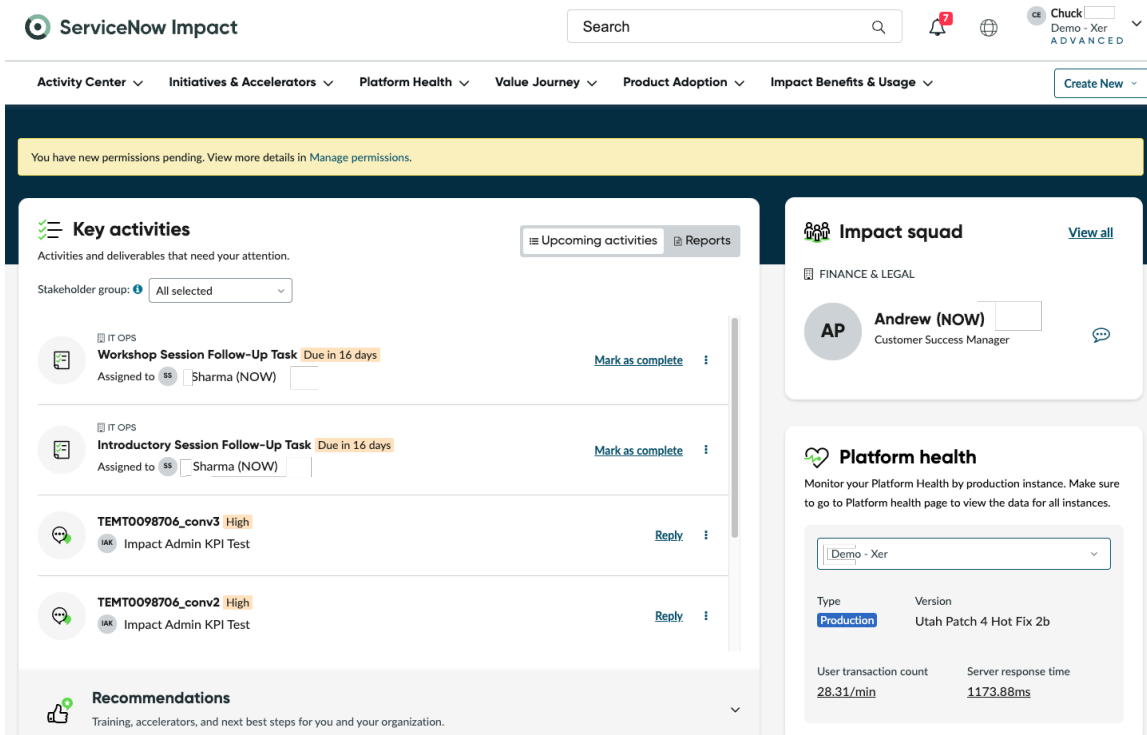 ServiceNow Impact
Search
7
CE
Chuck
Demo - Xer
ADVANCED
Activity Center
Initiatives & Accelerators
Platform Health
Value Journey
Product Adoption
Impact Benefits & Usage
Create New
You have new permissions pending. View more details in Manage permissions.
Key activities
Activities and deliverables that need your attention.
Upcoming activities
Reports
Stakeholder group:
All selected
IT OPS
Workshop Session Follow-Up Task Due in 16 days
Assigned to SS Sharma (NOW)
Mark as complete
IT OPS
Introductory Session Follow-Up Task Due in 16 days
Assigned to SS Sharma (NOW)
Mark as complete
TEMT0098706_conv3 High
IAK Impact Admin KPI Test
Reply
TEMT0098706_conv2 High
IAK Impact Admin KPI Test
Reply
Recommendations
Training, accelerators, and next best steps for you and your organization.
Impact squad
View all
FINANCE & LEGAL
AP
Andrew (NOW)
Customer Success Manager
Platform health
Monitor your Platform Health by production instance. Make sure
to go to Platform health page to view the data for all instances.
Demo - Xer
Type
Production
Version
Utah Patch 4 Hot Fix 2b
User transaction count
28.31/min
Server response time
1173.88ms